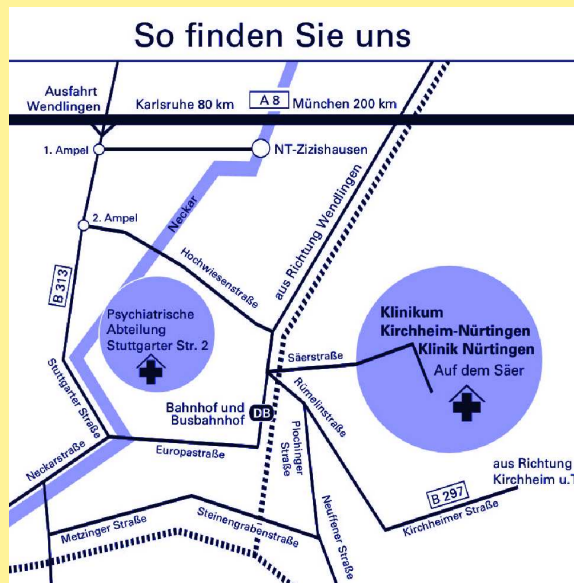 So finden Sie uns
Ausfahrt
Wendlingen
Karlsruhe 80 km
A 8
München 200 km
1. Ampel
NT-Zizishausen
2. Ampel
Neckar
Hochwiesenstraße
aus Richtung Wendlingen
B 313
Psychiatrische
Abteilung
Stuttgarter Str. 2
Klinikum
Kirchheim-Nürtingen
Klinik Nürtingen
Auf dem Säer
Säerstraße
Stuttgarter Straße
Bahnhof und
Busbahnhof
DB
Rümelinstraße
Plochinger
Straße
Neckarstraße
Europastraße
aus Richtung
Kirchheim u.T
B 297
Kirchheimer Straße
Metzinger Straße
Steinengrabenstraße
Neuffener Straße